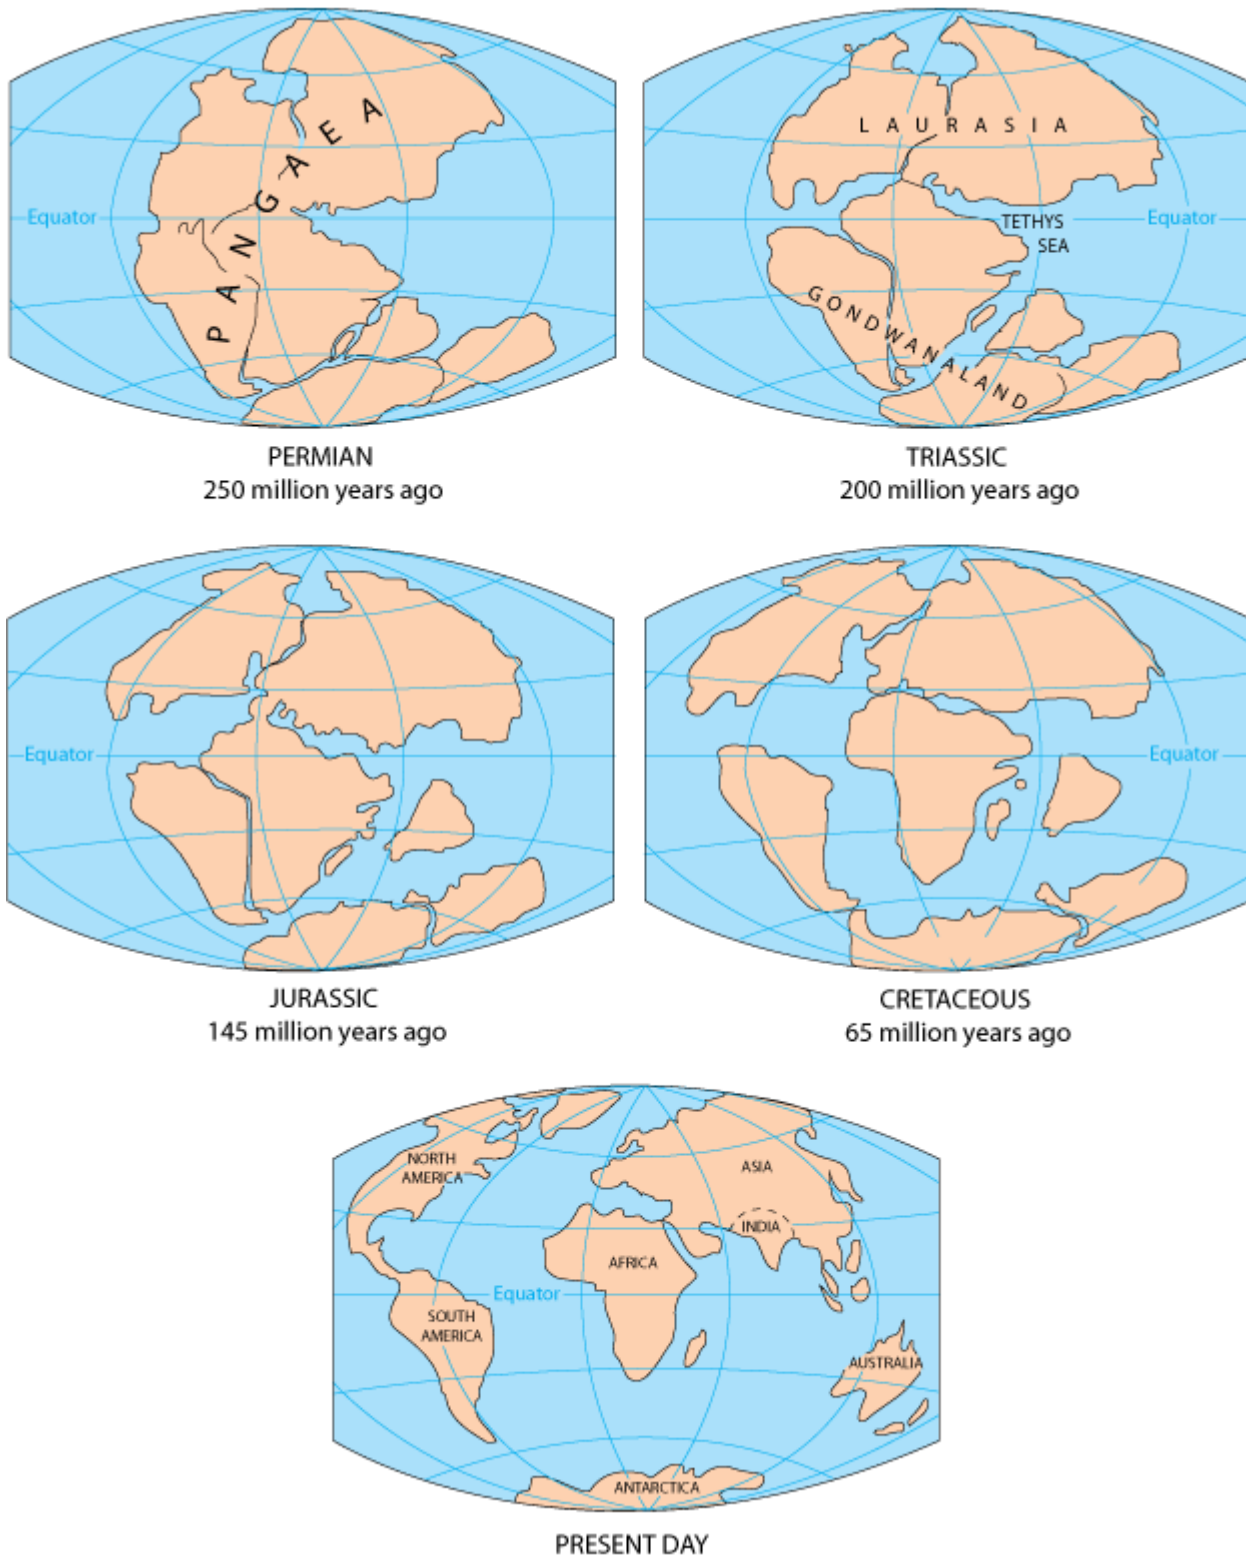 PANGAEA
Equator
PERMIAN
250 million years ago
LAURASIA
TETHYS
SEA
Equator
GONDWANALAND
TRIASSIC
200 million years ago
Equator
JURASSIC
145 million years ago
Equator
CRETACEOUS
65 million years ago
NORTH
AMERICA
ASIA
INDIA
AFRICA
Equator
SOUTH
AMERICA
AUSTRALIA
ANTARCTICA
PRESENT DAY